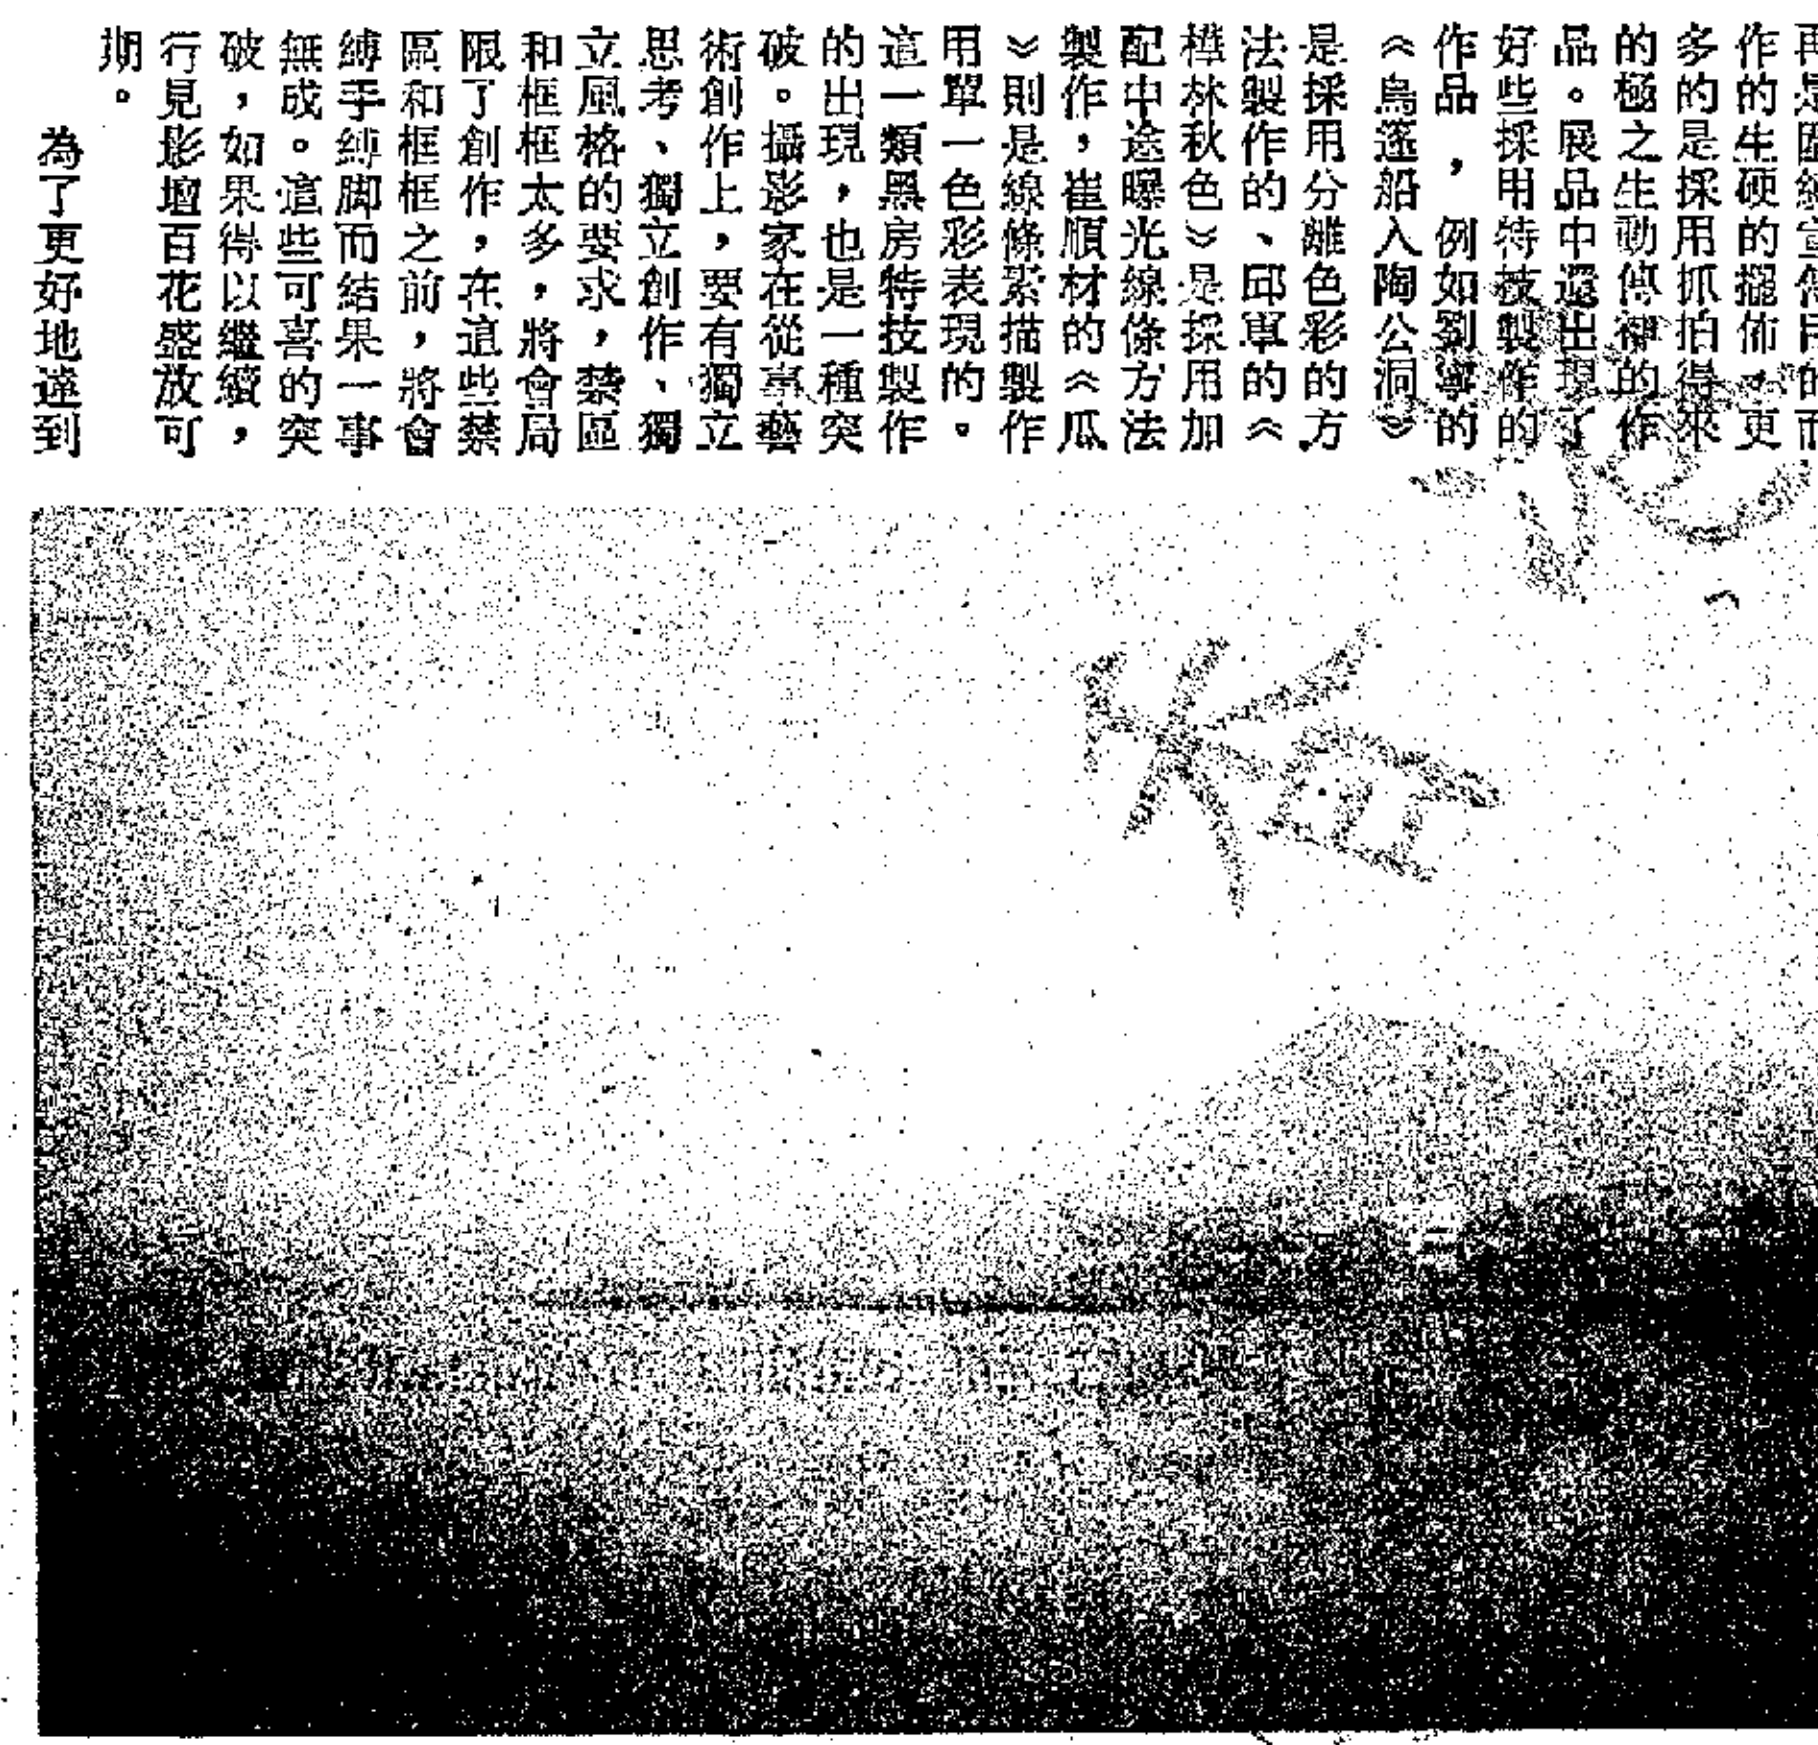 作的生硬的擺佈，更
多的是採用抓拍得來
的極之生動傳神的作
品。展品中還出現了
好些採用特技製作的
作品，例如劉寧的
《烏篷船入陶公洞》
是採用分離色彩的方
法製作的、邱軍的《
樺林秋色》是採用加
配中途曝光線條方法
製作，崔順材的《瓜
》則是線條素描製作
用單一色彩表現的。
這一類黑房特技製作
的出現，也是一種突
破。攝影家在從事藝
術創作上，要有獨立
思考、獨立創作、獨
立風格的要求，禁區
和框框太多，將會局
限了創作，在這些禁
區和框框之前，將會
縛手縛脚而結果一事
無成。這些可喜的突
破，如果得以繼續，
行見影壇百花盛放可
期。
為了更好地達到